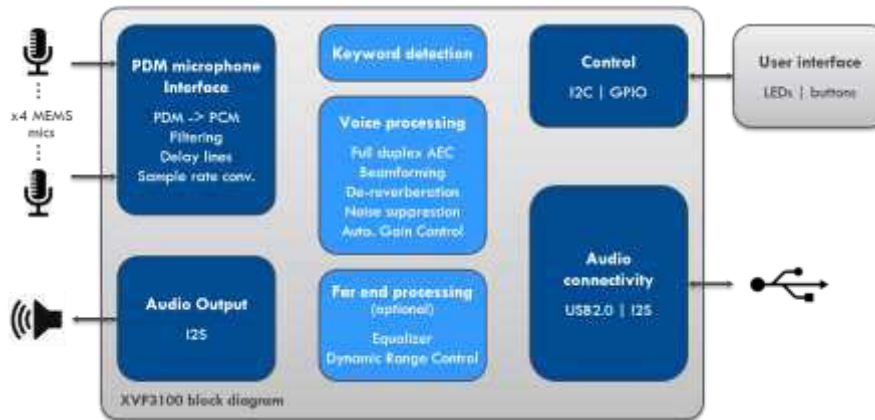 x4 MEMS
mics
PDM microphone
Interface
PDM -> PCM
Filtering
Delay lines
Sample rate conv.
Audio Output
I2S
Keyword detection
Voice processing
Full duplex AEC
Beamforming
De-reverberation
Noise suppression
Auto. Gain Control
Far end processing
(optional)
Equalizer
Dynamic Range Control
Control
I2C | GPIO
Audio
connectivity
USB2.0 | I2S
User interface
LEDs | buttons
XVF3100 block diagram